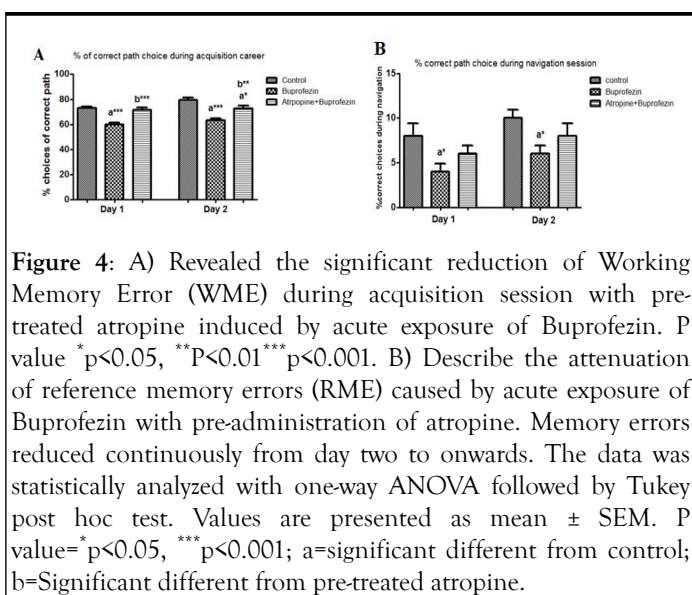 A
% of correct path choice during acquisition career
% choices of correct path
100
80
60
40
20
0
a***
b***
a***
b**
a*
Control
Buprofezin
Atrpopine+Buprofezin
Day 1
Day 2
B
% correct path choice during navigation session
%correct choices during navigation
15
10
5
0
a*
a*
control
Buprofezin
Atropine+Buprofezin
Day 1
Day 2
Figure 4: A) Revealed the significant reduction of Working
Memory Error (WME) during acquisition session with pre-
treated atropine induced by acute exposure of Buprofezin. P
value *p<0.05, **P<0.01***p<0.001. B) Describe the attenuation
of reference memory errors (RME) caused by acute exposure of
Buprofezin with pre-administration of atropine. Memory errors
reduced continuously from day two to onwards. The data was
statistically analyzed with one-way ANOVA followed by Tukey
post hoc test. Values are presented as mean ± SEM. P
value=*p<0.05, ***p<0.001; a=significant different from control;
b=Significant different from pre-treated atropine.